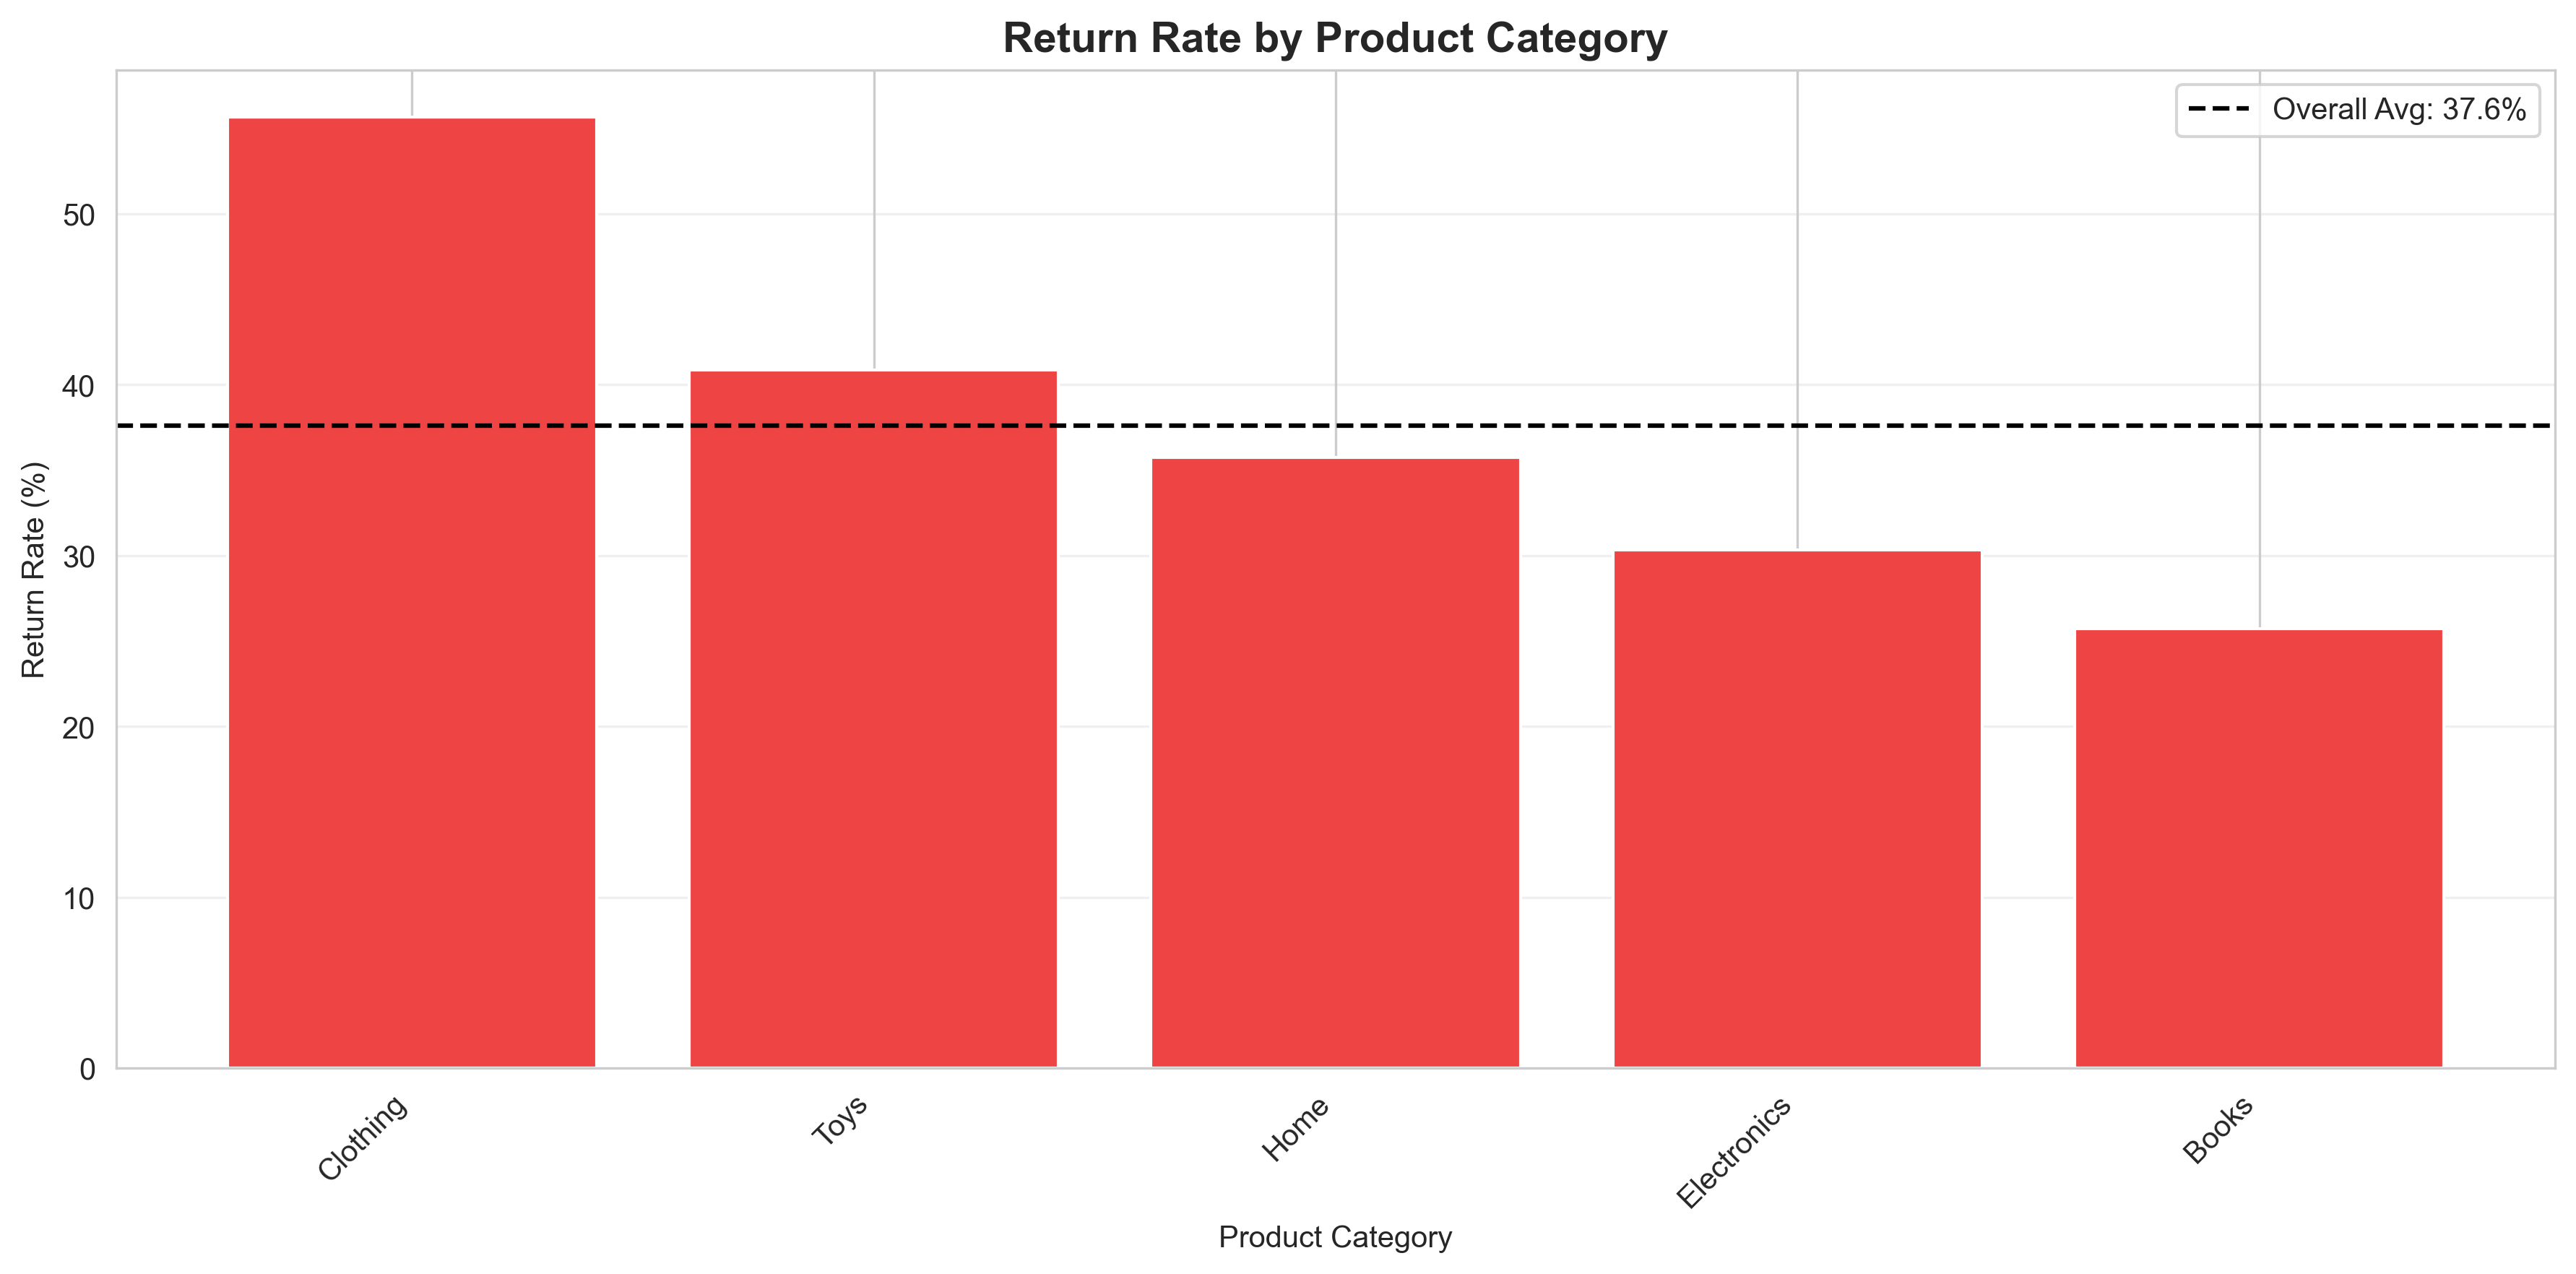 Return Rate by Product Category
Overall Avg: 37.6%
Return Rate (%)
50
40
30
20
10
0
Clothing
Toys
Home
Electronics
Books
Product Category